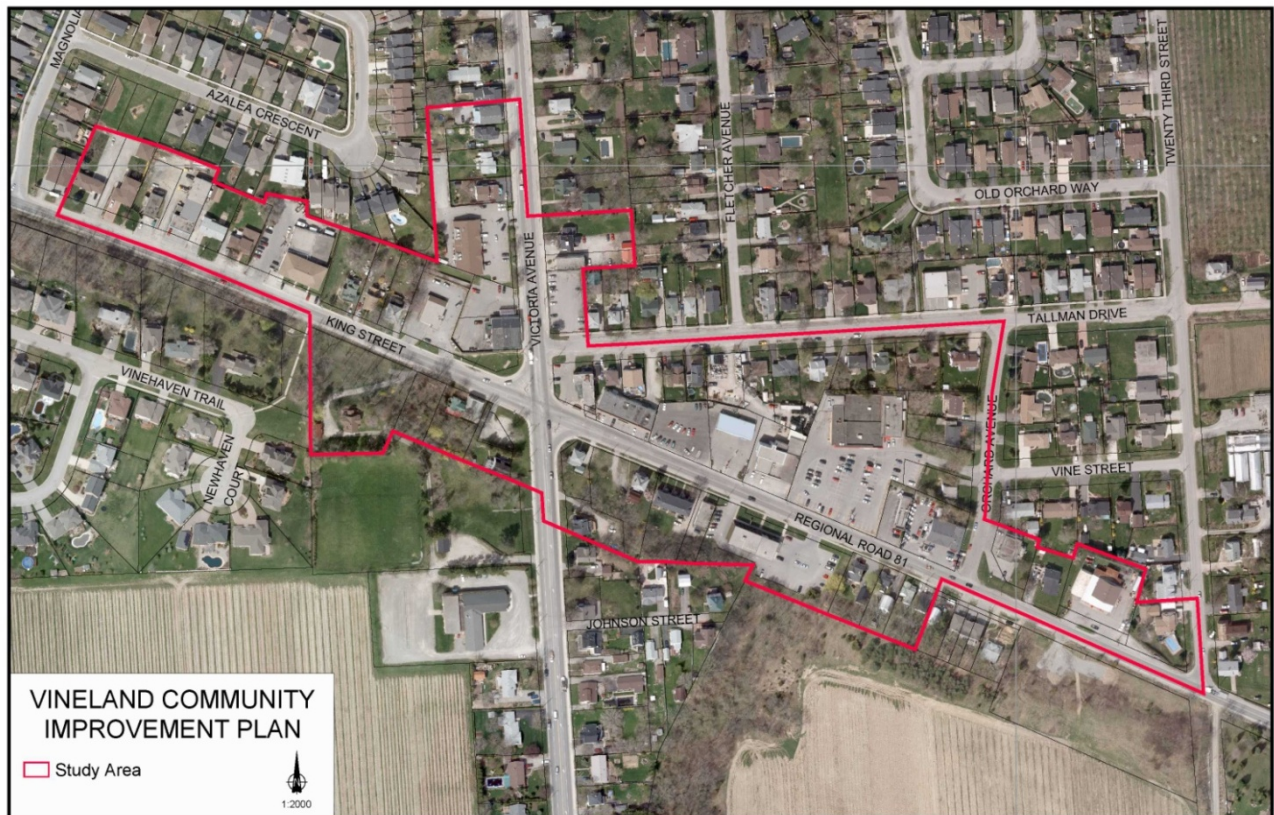 MAGNOLIA
AZALEA CRESCENT
FLETCHER AVENUE
TWENTY THIRD STREET
OLD ORCHARD WAY
VICTORIA AVENUE
KING STREET
TALLMAN DRIVE
VINEHAVEN TRAIL
NEWHAVEN
COURT
ORCHARD AVENUE
VINE STREET
REGIONAL ROAD 81
JOHNSON STREET
VINELAND COMMUNITY
IMPROVEMENT PLAN
Study Area
1:2000